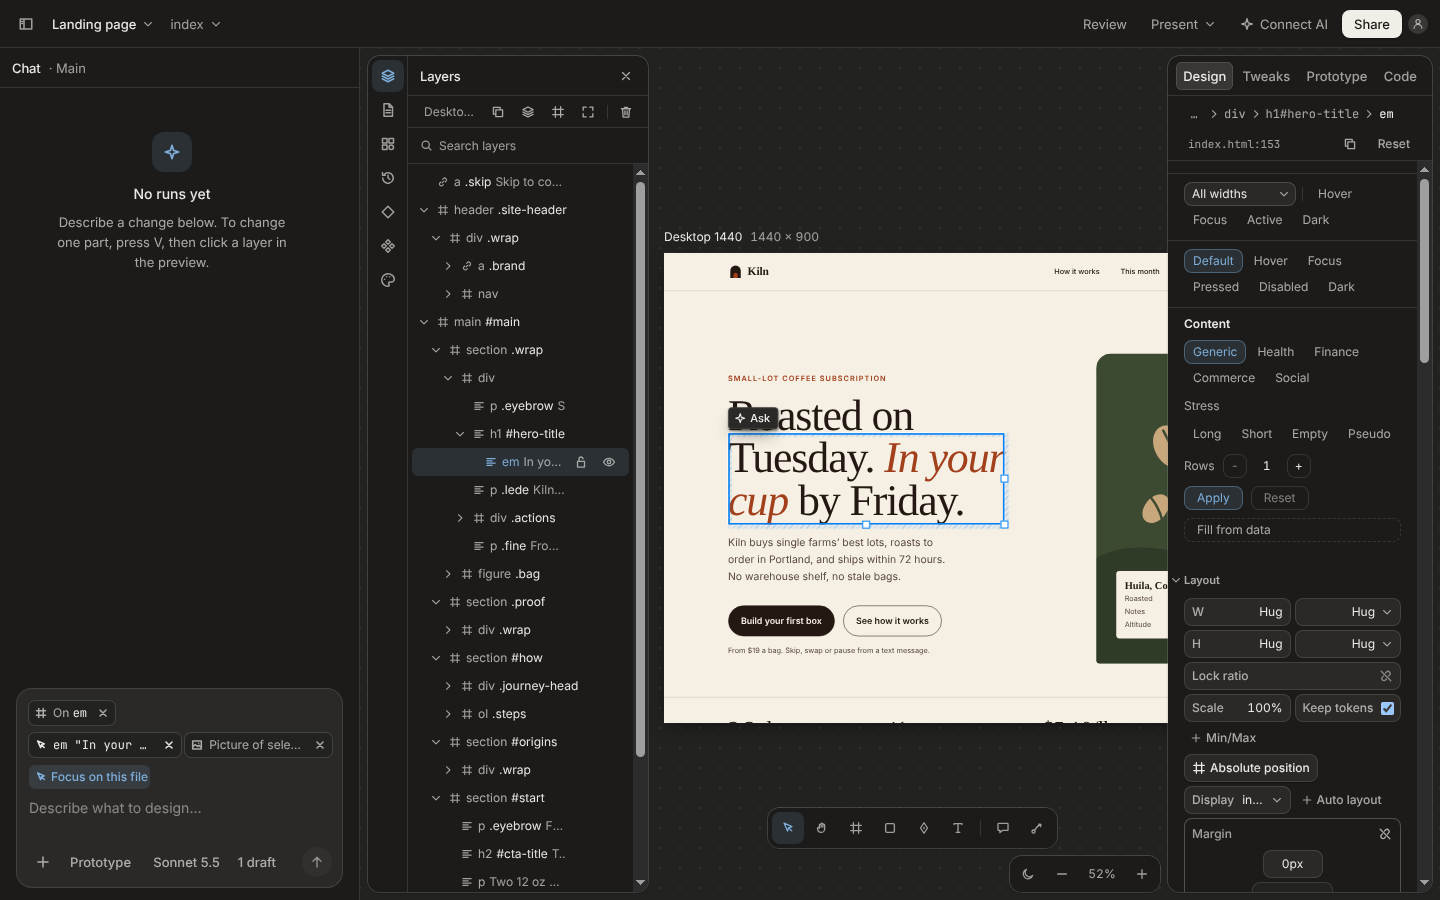 Landing page
index
Review
Present
Connect AI
Share
Chat · Main
No runs yet
Describe a change below. To change
one part, press V, then click a layer in
the preview.
On em
em "In your …
Picture of sele...
Focus on this file
Describe what to design...
Prototype
Sonnet 5.5
1 draft
Layers
Deskto...
Search layers
a .skip Skip to co...
header .site-header
div .wrap
a .brand
nav
main #main
section .wrap
div
p .eyebrow S
h1 #hero-title
em In yo...
p .lede Kiln...
div .actions
p .fine Fro...
figure .bag
section .proof
div .wrap
section #how
div .journey-head
ol .steps
section #origins
div .wrap
section #start
p .eyebrow F...
h2 #cta-title T..
p Two 12 oz ...
Desktop 1440 1440 × 900
Kiln
How it works
This month
SMALL-LOT COFFEE SUBSCRIPTION
Ask
Roasted on
Tuesday. In your
cup by Friday.
Kiln buys single farms’ best lots, roasts to
order in Portland, and ships within 72 hours.
No warehouse shelf, no stale bags.
Build your first box
See how it works
From $19 a bag. Skip, swap or pause from a text message.
Huila, Co
Roasted
Notes
Altitude
52%
Design
Tweaks
Prototype
Code
… > div > h1#hero-title > em
index.html:153
Reset
All widths
Hover
Focus
Active
Dark
Default
Hover
Focus
Pressed
Disabled
Dark
Content
Generic
Health
Finance
Commerce
Social
Stress
Long
Short
Empty
Pseudo
Rows - 1 +
Apply
Reset
Fill from data
Layout
W Hug
Hug
H Hug
Hug
Lock ratio
Scale 100%
Keep tokens
+ Min/Max
Absolute position
Display in...
+ Auto layout
Margin
0px